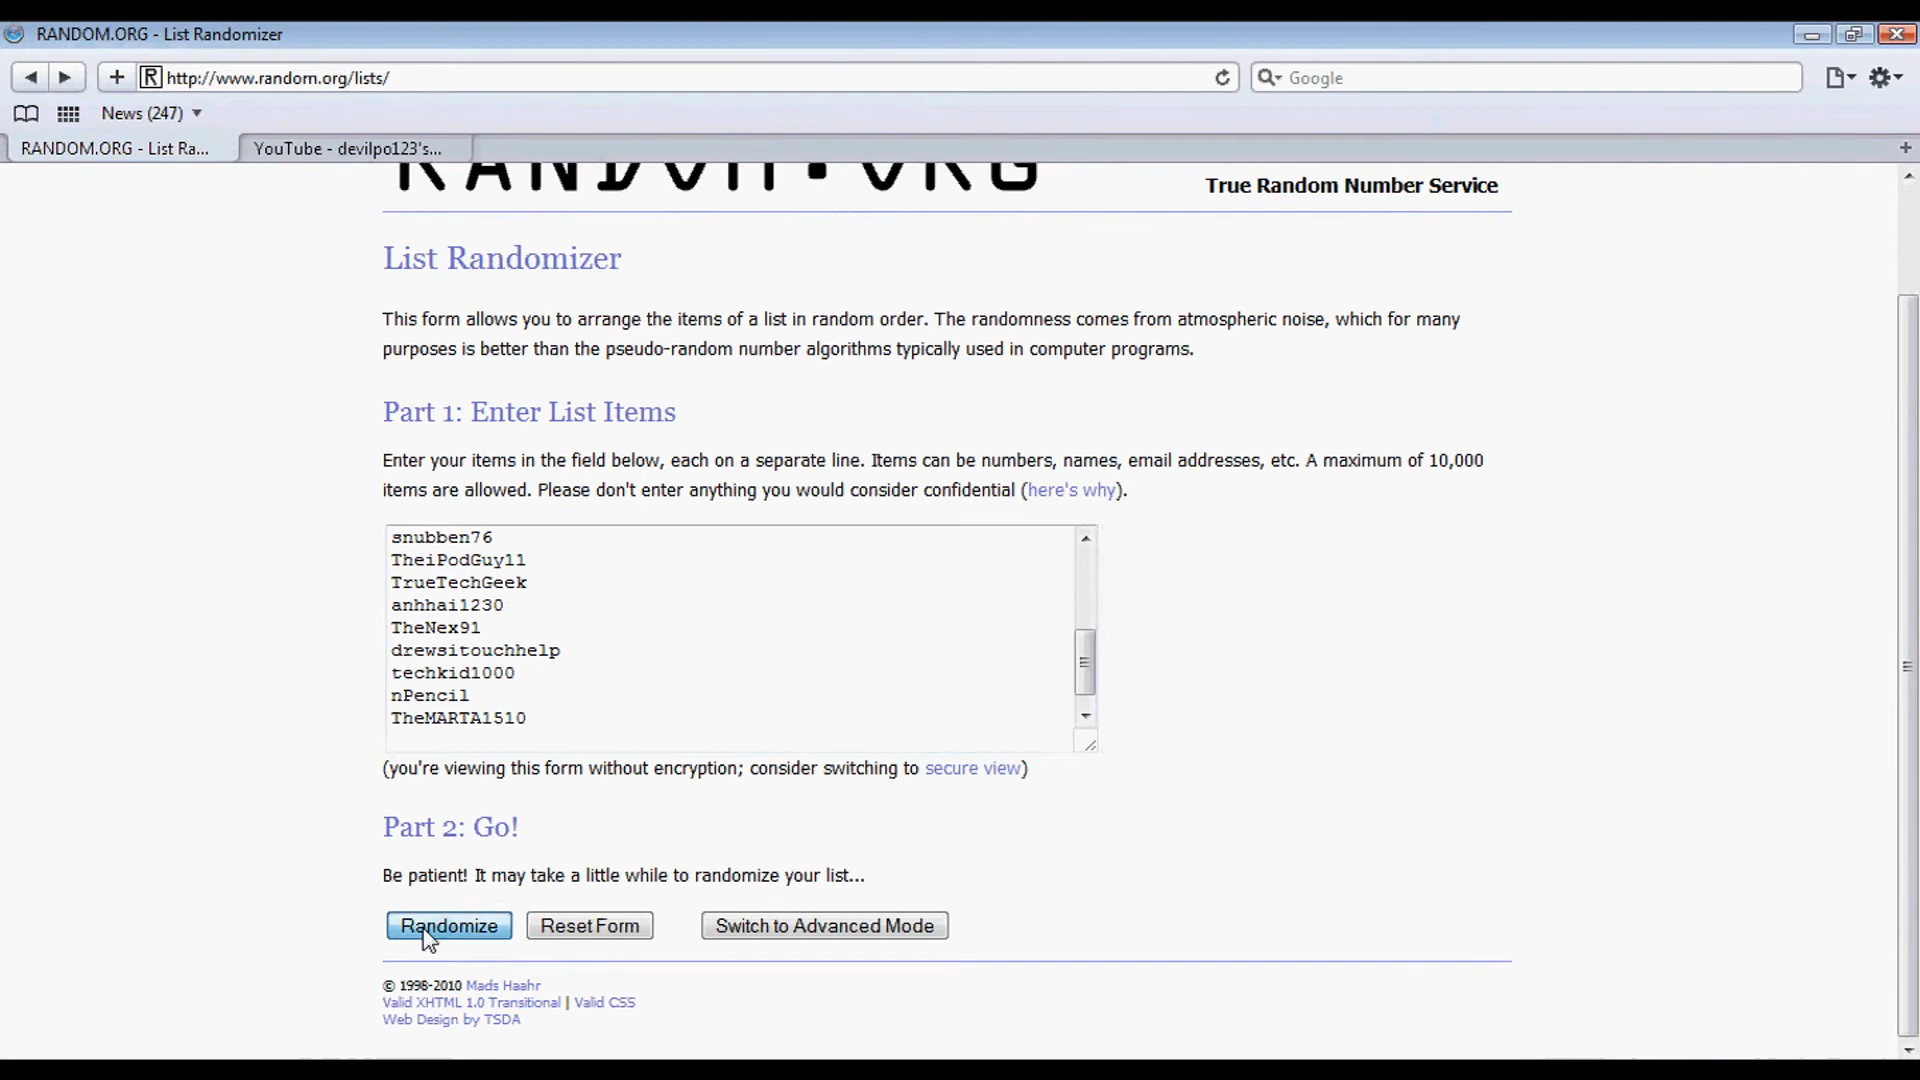 RANDOM.ORG - List Randomizer
http://www.random.org/lists/
Google
News (247)
RANDOM.ORG - List Ra...
YouTube - devilpo123's...
RANDOM.ORG
True Random Number Service
List Randomizer
This form allows you to arrange the items of a list in random order. The randomness comes from atmospheric noise, which for many
purposes is better than the pseudo-random number algorithms typically used in computer programs.
Part 1: Enter List Items
Enter your items in the field below, each on a separate line. Items can be numbers, names, email addresses, etc. A maximum of 10,000
items are allowed. Please don't enter anything you would consider confidential (here's why).
snubben76
TheiPodGuy11
TrueTechGeek
anhhai1230
TheNex91
drewsitouchhelp
techkid1000
nPencil
TheMARTA1510
(you're viewing this form without encryption; consider switching to secure view)
Part 2: Go!
Be patient! It may take a little while to randomize your list...
Randomize
Reset Form
Switch to Advanced Mode
© 1998-2010 Mads Haahr
Valid XHTML 1.0 Transitional | Valid CSS
Web Design by TSDA